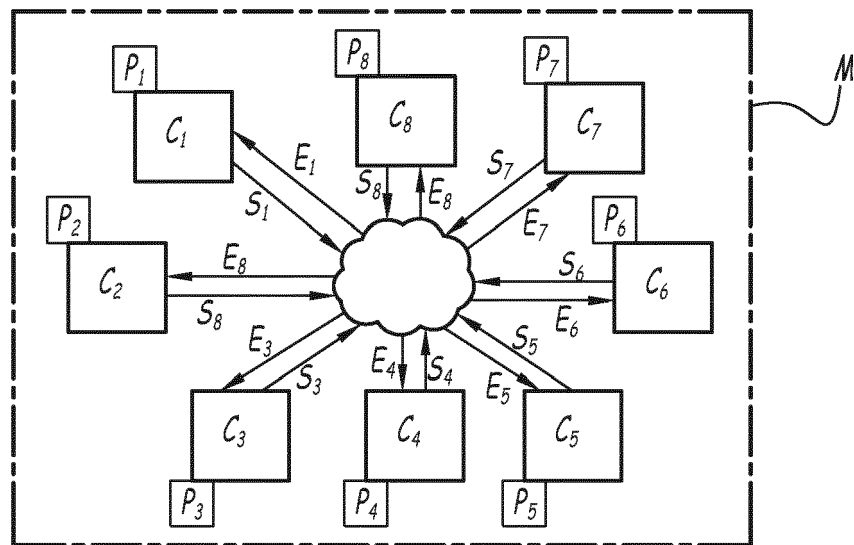 P₈
P₇
M
P₁
C₈
C₇
C₁
E₁
S₇
S₈
E₈
S₁
E₇
P₂
P₆
E₈
S₆
C₂
C₆
S₈
E₆
E₃
S₅
E₄
S₄
S₃
E₅
C₃
C₄
C₅
P₃
P₄
P₅